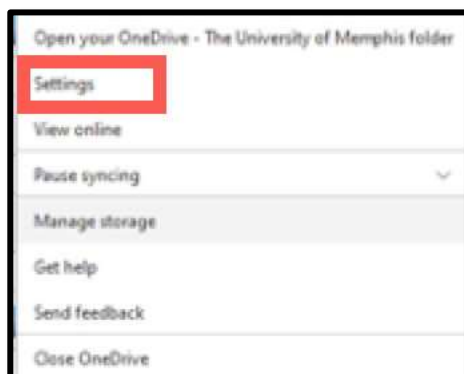 Open your OneDrive - The University of Memphis folder
Settings
View online
Pause syncing
Manage storage
Get help
Send feedback
Close OneDrive